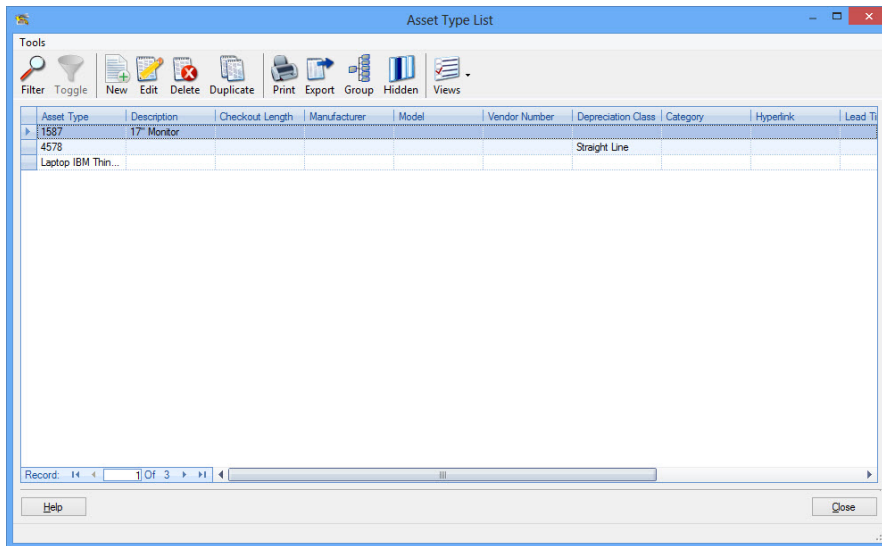 Asset Type List
Tools
Filter Toggle New Edit Delete Duplicate Print Export Group Hidden Views
Asset Type Description Checkout Length Manufacturer Model Vendor Number Depreciation Class Category Hyperlink Lead Ti
1587 17" Monitor
4578 Straight Line
Laptop IBM Thin...
Record: 1 Of 3
Help Close